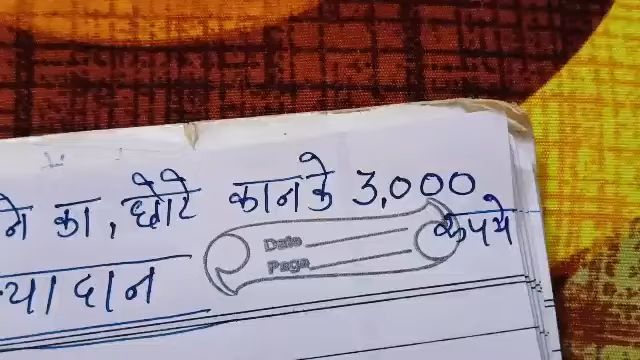 ने का, छोटे कानके 3,000
रुपये
Date
Page
न्यादान